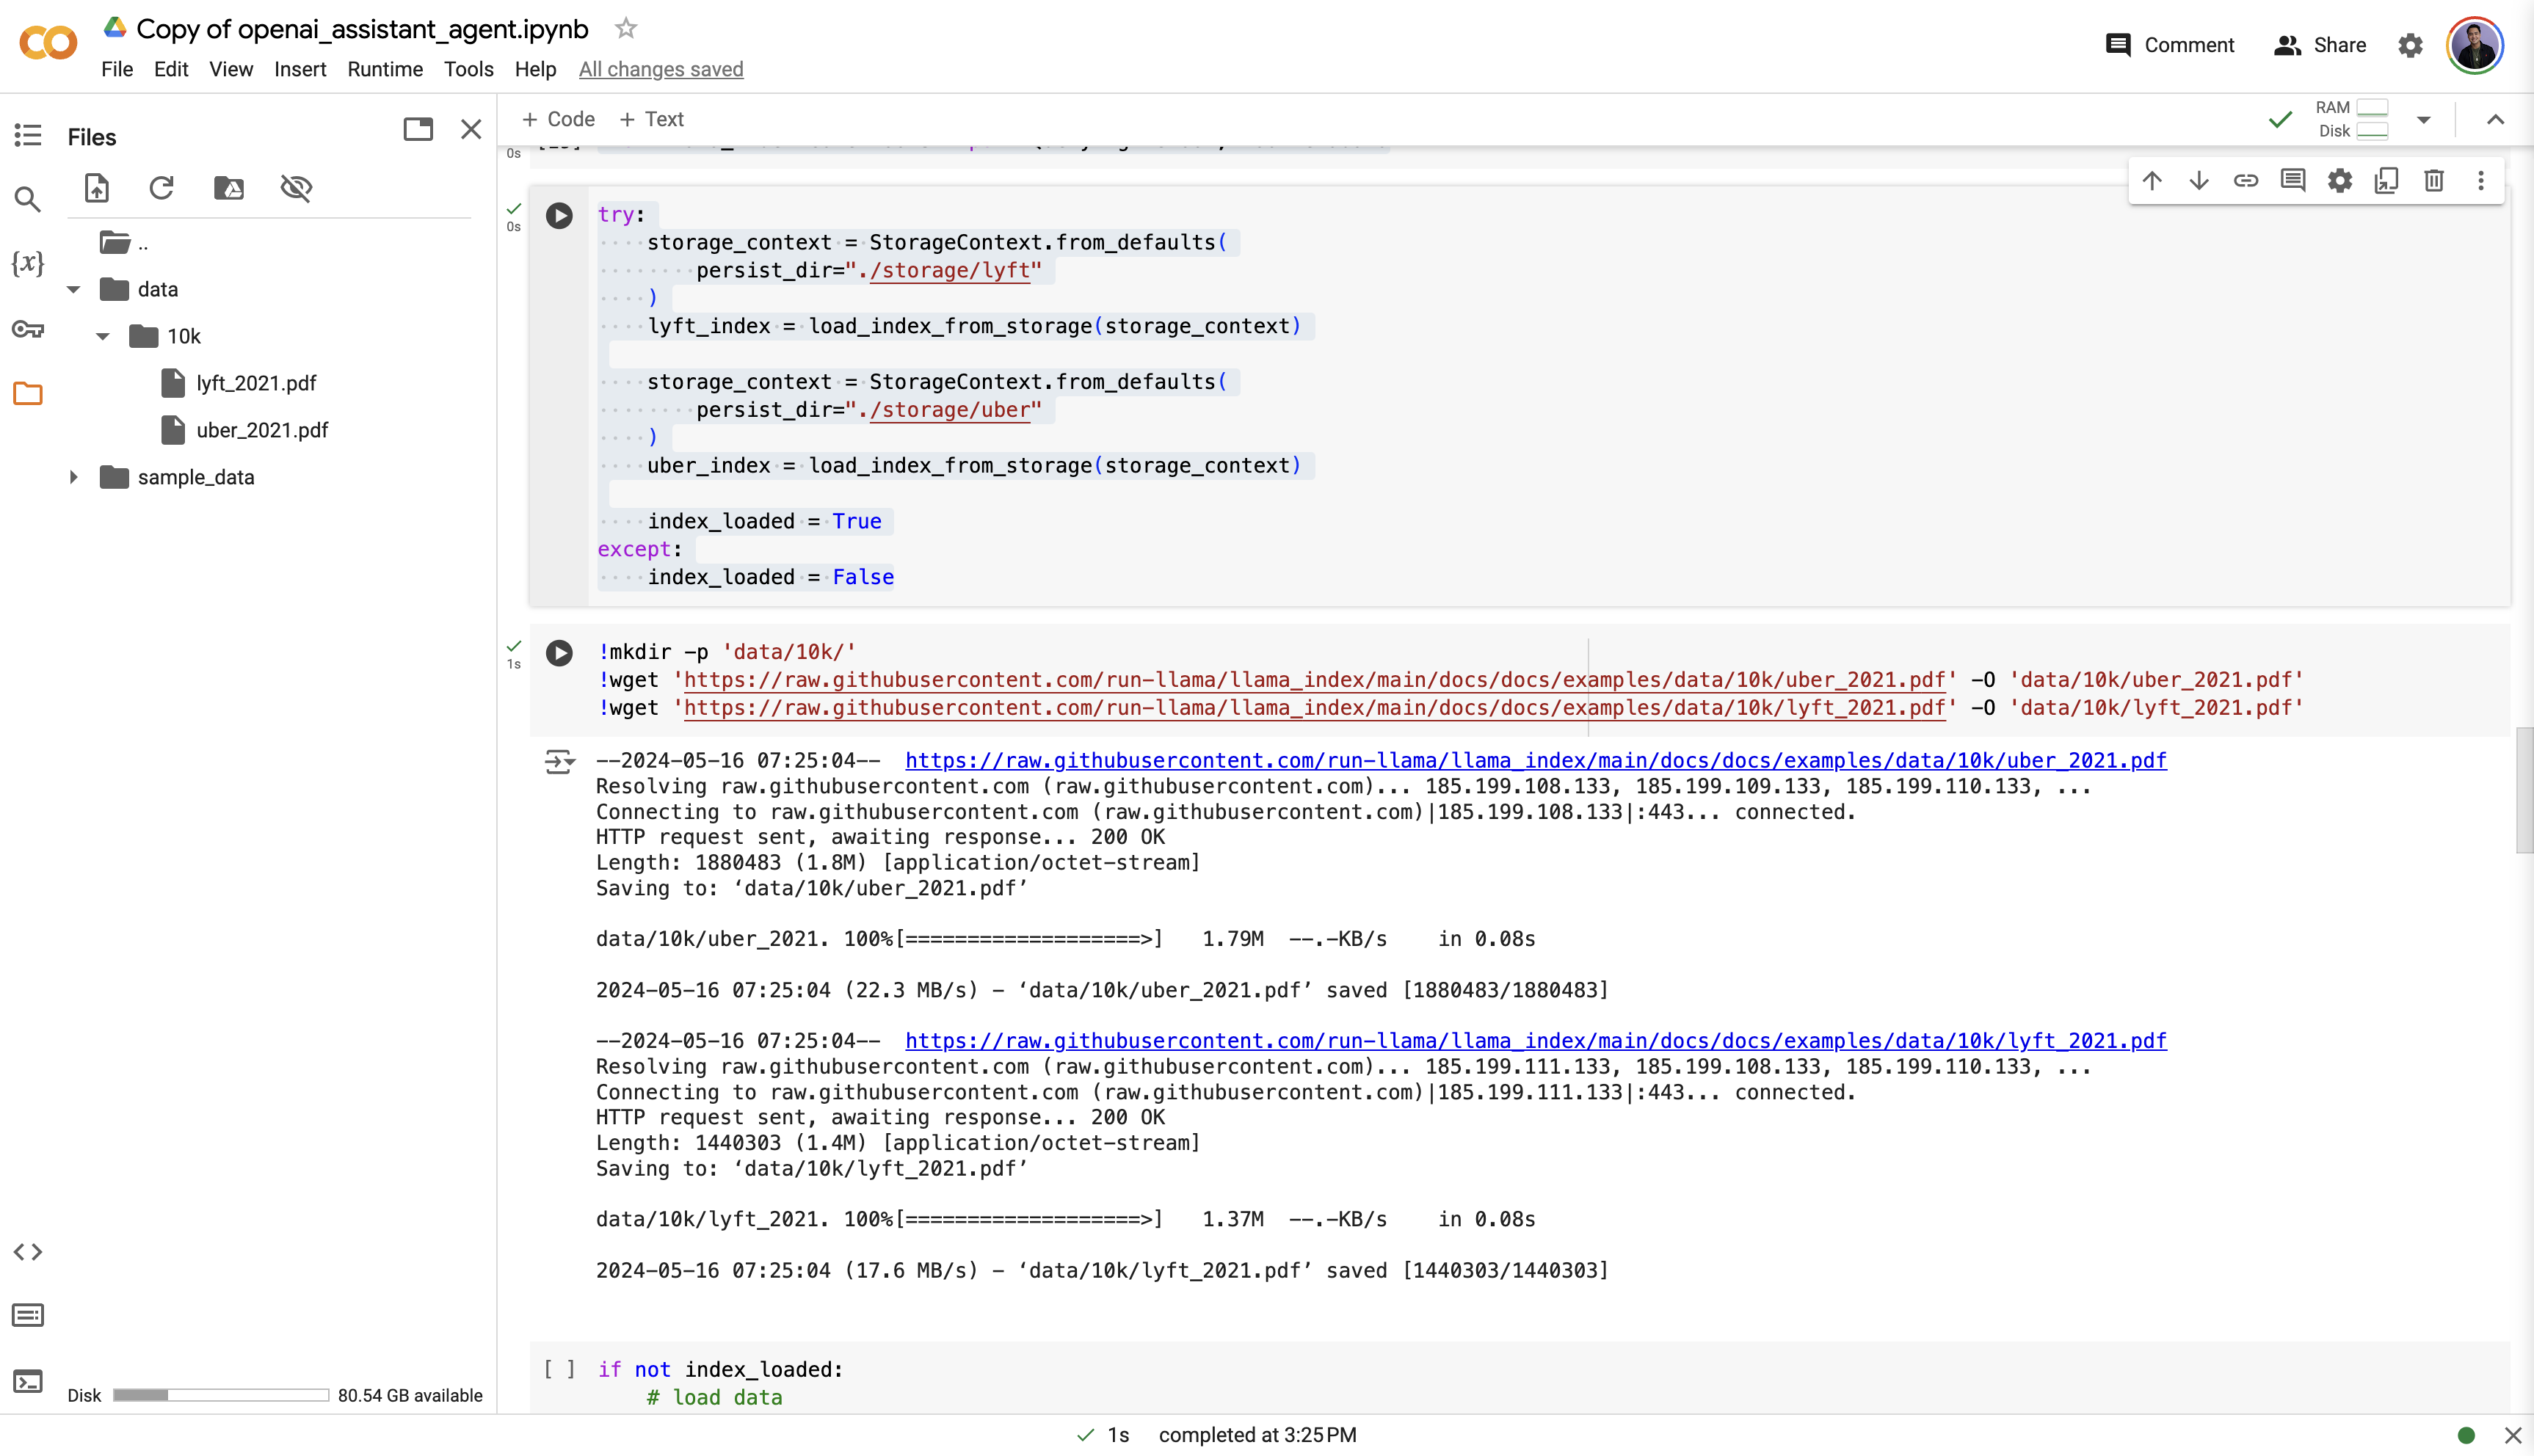 Copy of openai_assistant_agent.ipynb
File Edit View Insert Runtime Tools Help All changes saved
Comment Share
Files
+ Code + Text
RAM
Disk
0s
..
data
10k
lyft_2021.pdf
uber_2021.pdf
sample_data
0s
try:
    storage_context = StorageContext.from_defaults(
        persist_dir="./storage/lyft"
    )
    lyft_index = load_index_from_storage(storage_context)
    storage_context = StorageContext.from_defaults(
        persist_dir="./storage/uber"
    )
    uber_index = load_index_from_storage(storage_context)
    index_loaded = True
except:
    index_loaded = False
1s
!mkdir -p 'data/10k/'
!wget 'https://raw.githubusercontent.com/run-llama/llama_index/main/docs/docs/examples/data/10k/uber_2021.pdf' -O 'data/10k/uber_2021.pdf'
!wget 'https://raw.githubusercontent.com/run-llama/llama_index/main/docs/docs/examples/data/10k/lyft_2021.pdf' -O 'data/10k/lyft_2021.pdf'
--2024-05-16 07:25:04--  https://raw.githubusercontent.com/run-llama/llama_index/main/docs/docs/examples/data/10k/uber_2021.pdf
Resolving raw.githubusercontent.com (raw.githubusercontent.com)... 185.199.108.133, 185.199.109.133, 185.199.110.133, ...
Connecting to raw.githubusercontent.com (raw.githubusercontent.com)|185.199.108.133|:443... connected.
HTTP request sent, awaiting response... 200 OK
Length: 1880483 (1.8M) [application/octet-stream]
Saving to: ‘data/10k/uber_2021.pdf’
data/10k/uber_2021. 100%[===================>]   1.79M  --.-KB/s    in 0.08s
2024-05-16 07:25:04 (22.3 MB/s) - ‘data/10k/uber_2021.pdf’ saved [1880483/1880483]
--2024-05-16 07:25:04--  https://raw.githubusercontent.com/run-llama/llama_index/main/docs/docs/examples/data/10k/lyft_2021.pdf
Resolving raw.githubusercontent.com (raw.githubusercontent.com)... 185.199.111.133, 185.199.108.133, 185.199.110.133, ...
Connecting to raw.githubusercontent.com (raw.githubusercontent.com)|185.199.111.133|:443... connected.
HTTP request sent, awaiting response... 200 OK
Length: 1440303 (1.4M) [application/octet-stream]
Saving to: ‘data/10k/lyft_2021.pdf’
data/10k/lyft_2021. 100%[===================>]   1.37M  --.-KB/s    in 0.08s
2024-05-16 07:25:04 (17.6 MB/s) - ‘data/10k/lyft_2021.pdf’ saved [1440303/1440303]
[ ] if not index_loaded:
    # load data
Disk 80.54 GB available
1s completed at 3:25 PM